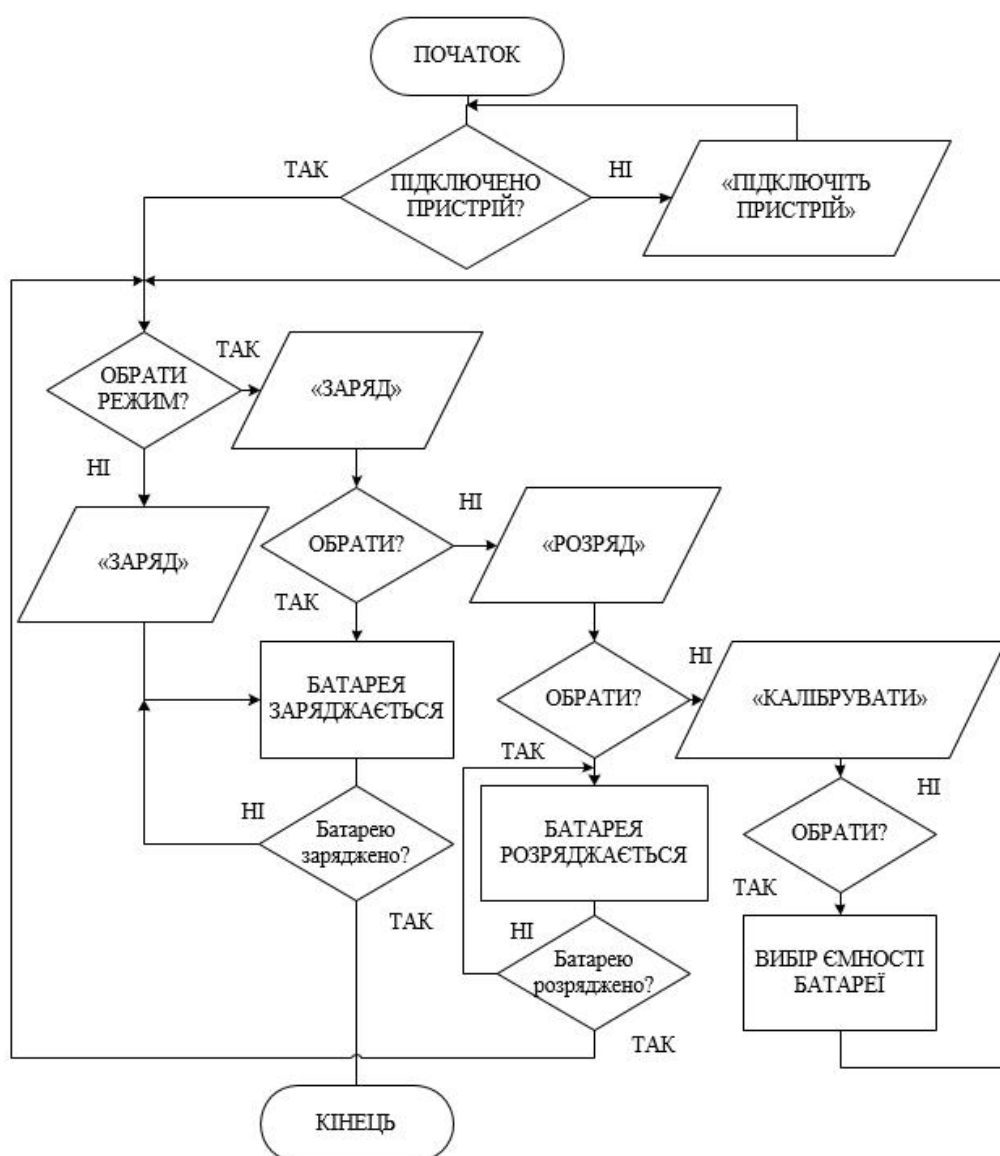 ПОЧАТОК
ТАК
ПІДКЛЮЧЕНО
ПРИСТРІЙ?
НІ
«ПІДКЛЮЧІТЬ
ПРИСТРІЙ»
ОБРАТИ
РЕЖИМ?
ТАК
«ЗАРЯД»
НІ
«ЗАРЯД»
ОБРАТИ?
НІ
«РОЗРЯД»
ТАК
БАТАРЕЯ
ЗАРЯДЖАЄТЬСЯ
ОБРАТИ?
НІ
«КАЛІБРУВАТИ»
ТАК
НІ
Батарею
заряджено?
ТАК
БАТАРЕЯ
РОЗРЯДЖАЄТЬСЯ
НІ
Батарею
розряджено?
ТАК
НІ
ОБРАТИ?
ТАК
ВИБІР ЄМНОСТІ
БАТАРЕЇ
КІНЕЦЬ